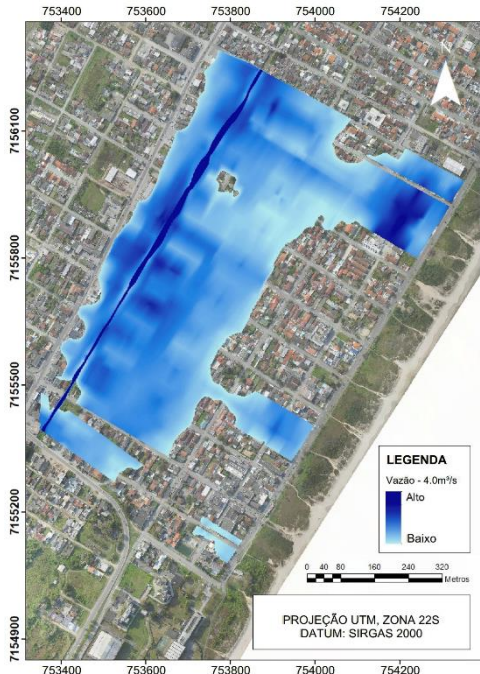 753400 753600 753800 754000 754200
7156100
7155800
7155500
7155200
7154900
N
LEGENDA
Vazão - 4.0m³/s
Alto
Baixo
0 40 80 160 240 320
Metros
PROJEÇÃO UTM, ZONA 22S
DATUM: SIRGAS 2000
753400 753600 753800 754000 754200